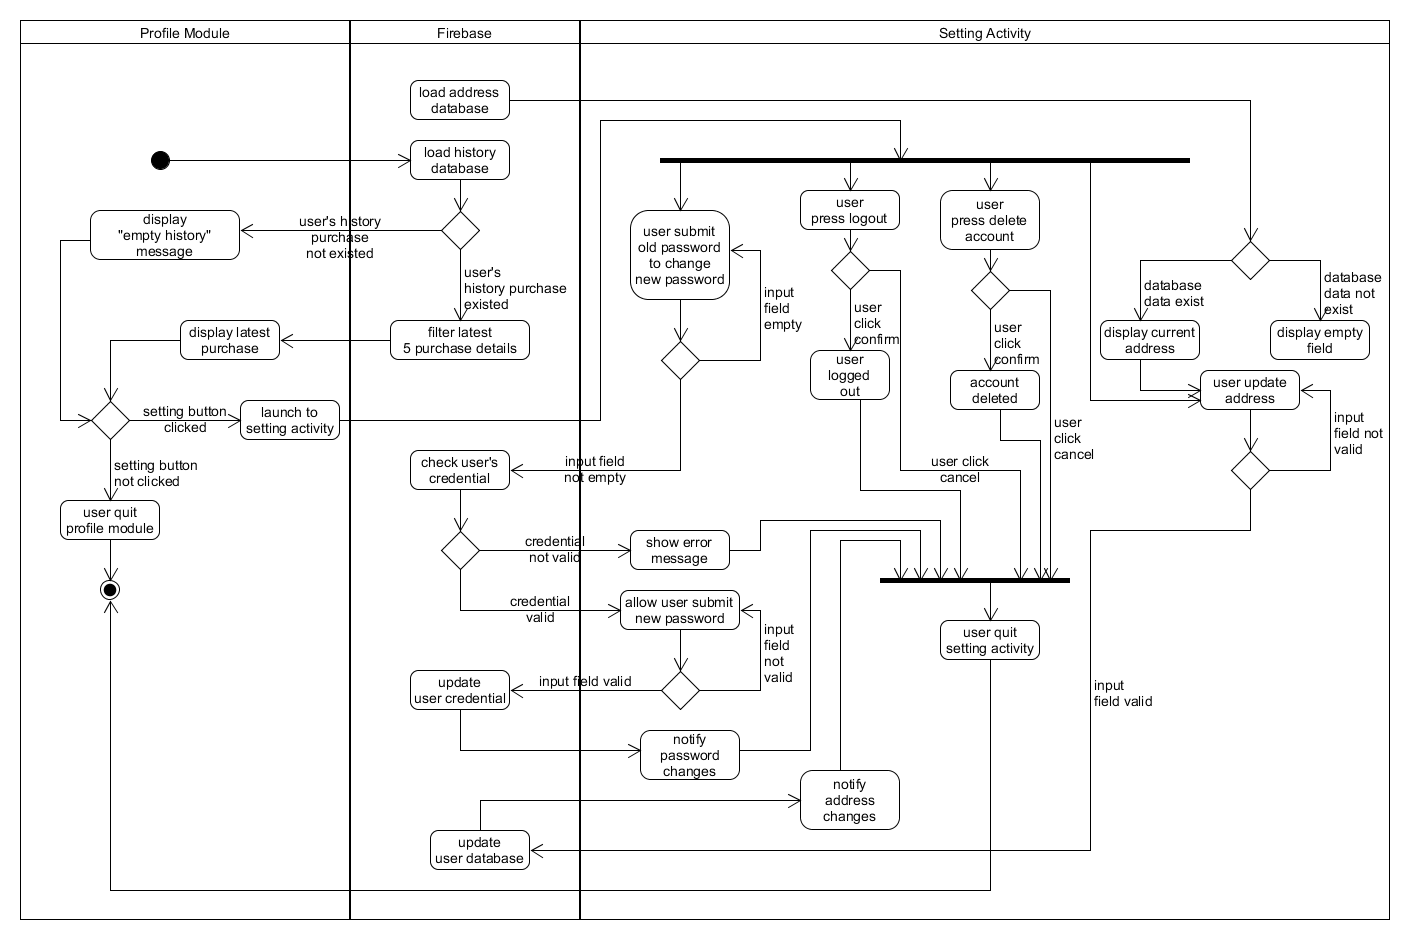 Profile Module
Firebase
Setting Activity
load address
database
load history
database
display
"empty history"
message
user's history
purchase
not existed
user's
history purchase
existed
display latest
purchase
filter latest
5 purchase details
setting button
clicked
launch to
setting activity
setting button
not clicked
user quit
profile module
user submit
old password
to change
new password
input
field
empty
user
press logout
user
click
confirm
user
logged
out
user
press delete
account
user
click
confirm
account
deleted
user
click
cancel
user click
cancel
database
data exist
database
data not
exist
display current
address
display empty
field
user update
address
input
field not
valid
check user's
credential
input field
not empty
credential
not valid
show error
message
credential
valid
allow user submit
new password
input
field
not
valid
user quit
setting activity
update
user credential
input field valid
input
field valid
notify
password
changes
notify
address
changes
update
user database